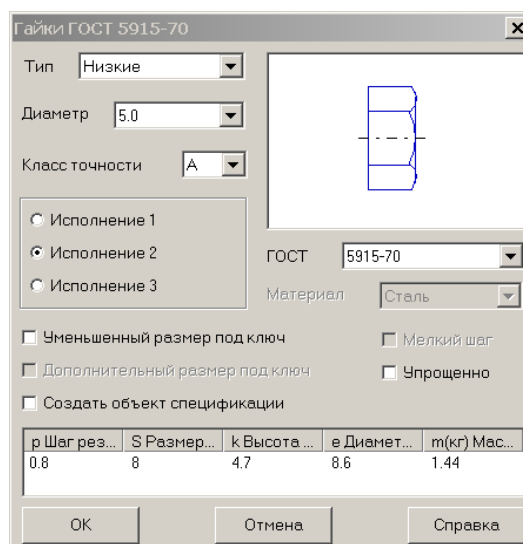 Гайки ГОСТ 5915-70
Тип Низкие
Диаметр 5.0
Класс точности A
Исполнение 1
Исполнение 2
Исполнение 3
ГОСТ 5915-70
Материал Сталь
Уменьшенный размер под ключ
Мелкий шаг
Дополнительный размер под ключ
Упрощенно
Создать объект спецификации
p Шаг рез... S Размер... k Высота ... e Диамет... m(кг) Мас...
0.8 8 4.7 8.6 1.44
OK Отмена Справка